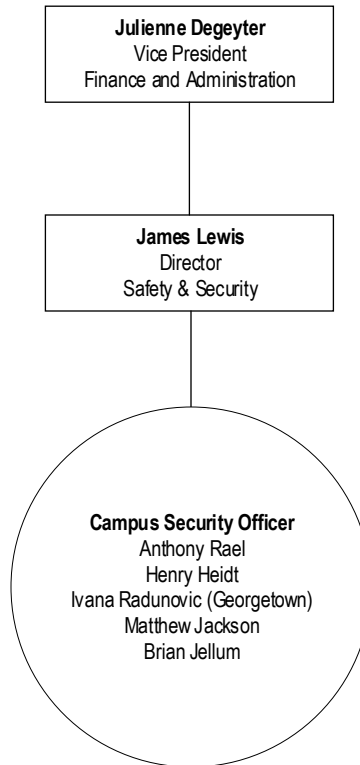 Julienne Degeyter
Vice President
Finance and Administration
James Lewis
Director
Safety & Security
Campus Security Officer
Anthony Rael
Henry Heidt
Ivana Radunovic (Georgetown)
Matthew Jackson
Brian Jellum